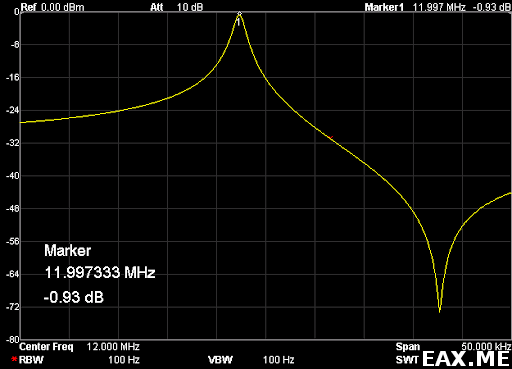 Ref 0.00 dBm Att 10 dB Marker1 11.997 MHz -0.93 dB
0
1
-8
-16
-24
-32
-40
-48
-56
Marker
-64
11.997333 MHz
-0.93 dB
-72
-80
Center Freq 12.000 MHz Span 50.000 kHz
*RBW 100 Hz VBW 100 Hz SWT
EAX.ME